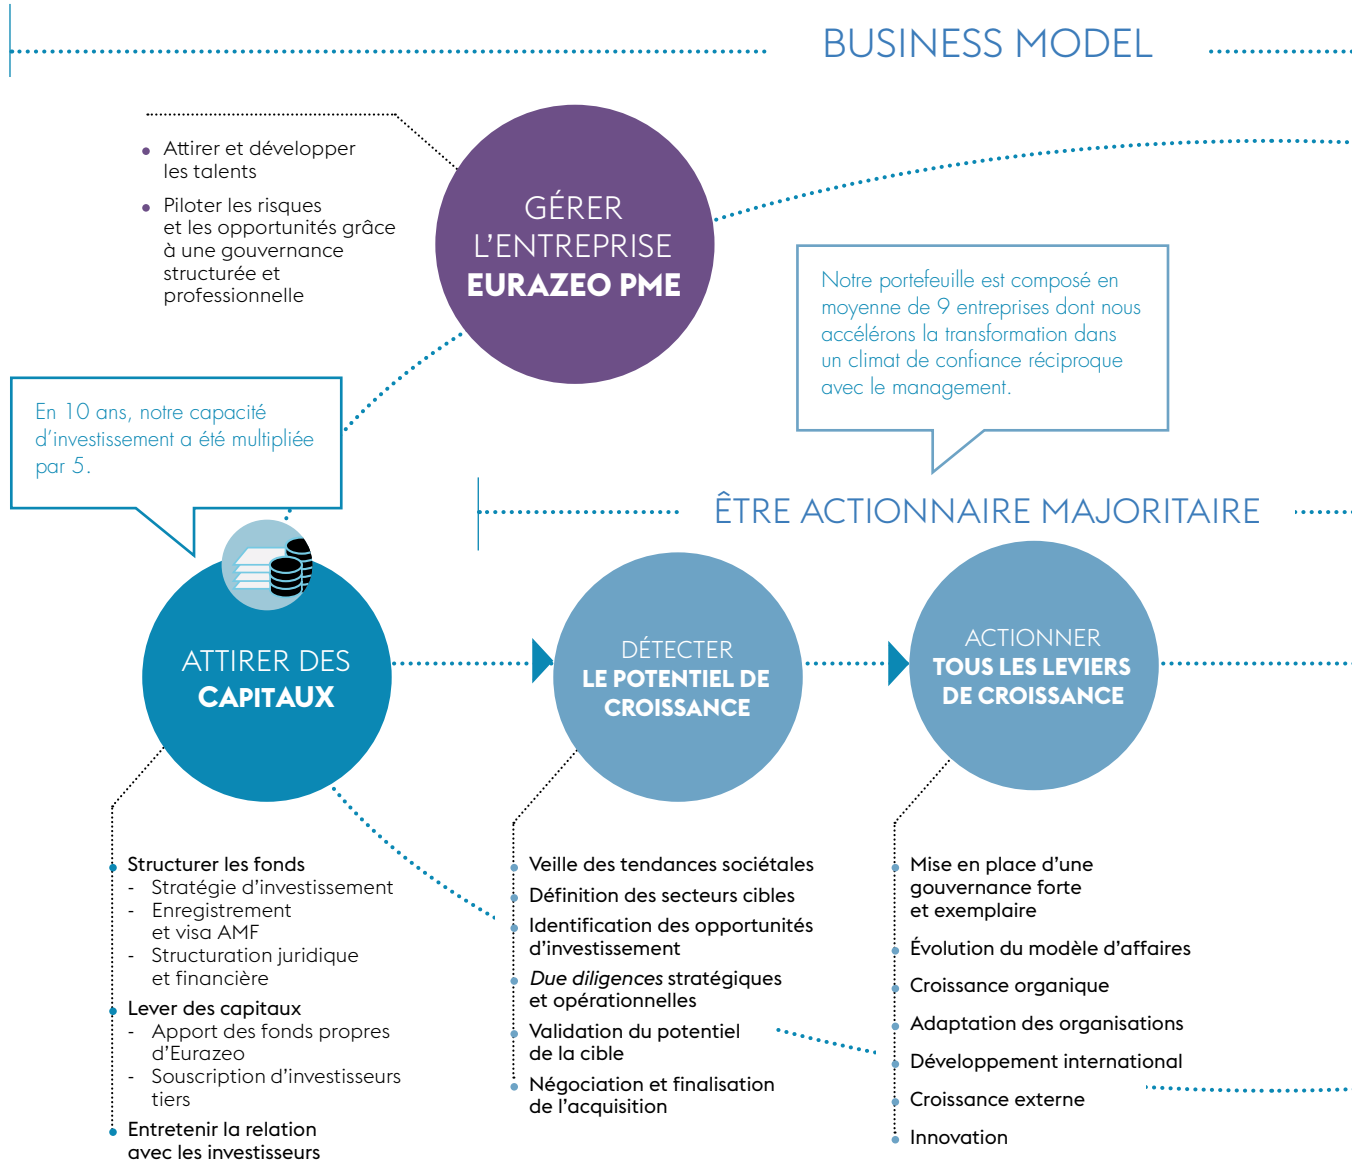 BUSINESS MODEL
• Attirer et développer
les talents
• Piloter les risques
et les opportunités grâce
à une gouvernance
structurée et
professionnelle
GÉRER
L’ENTREPRISE
EURAZEO PME
Notre portefeuille est composé en
moyenne de 9 entreprises dont nous
accélérons la transformation dans
un climat de confiance réciproque
avec le management.
En 10 ans, notre capacité
d’investissement a été multipliée
par 5.
ÊTRE ACTIONNAIRE MAJORITAIRE
ATTIRER DES
CAPITAUX
DÉTECTER
LE POTENTIEL DE
CROISSANCE
ACTIONNER
TOUS LES LEVIERS
DE CROISSANCE
• Structurer les fonds
- Stratégie d’investissement
- Enregistrement
et visa AMF
- Structuration juridique
et financière
• Lever des capitaux
- Apport des fonds propres
d’Eurazeo
- Souscription d’investisseurs
tiers
• Entretenir la relation
avec les investisseurs
• Veille des tendances sociétales
• Définition des secteurs cibles
• Identification des opportunités
d’investissement
• Due diligences stratégiques
et opérationnelles
• Validation du potentiel
de la cible
• Négociation et finalisation
de l’acquisition
• Mise en place d’une
gouvernance forte
et exemplaire
• Évolution du modèle d’affaires
• Croissance organique
• Adaptation des organisations
• Développement international
• Croissance externe
• Innovation